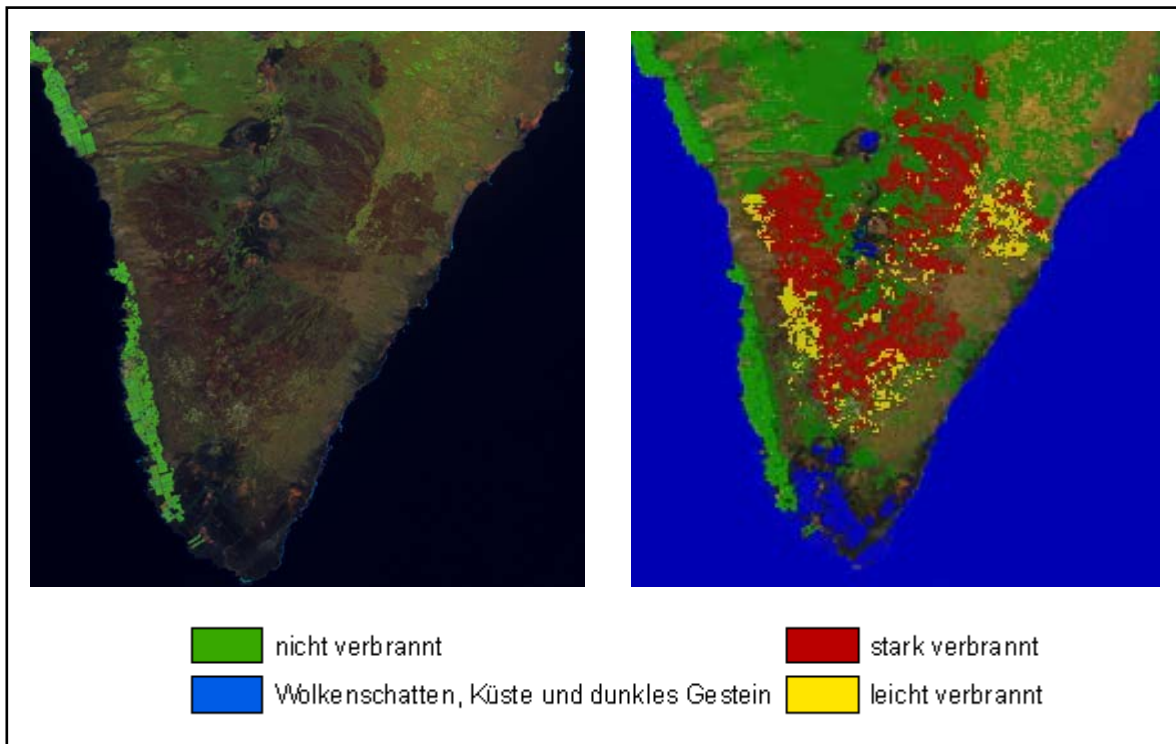 nicht verbrannt
stark verbrannt
Wolkenschatten, Küste und dunkles Gestein
leicht verbrannt